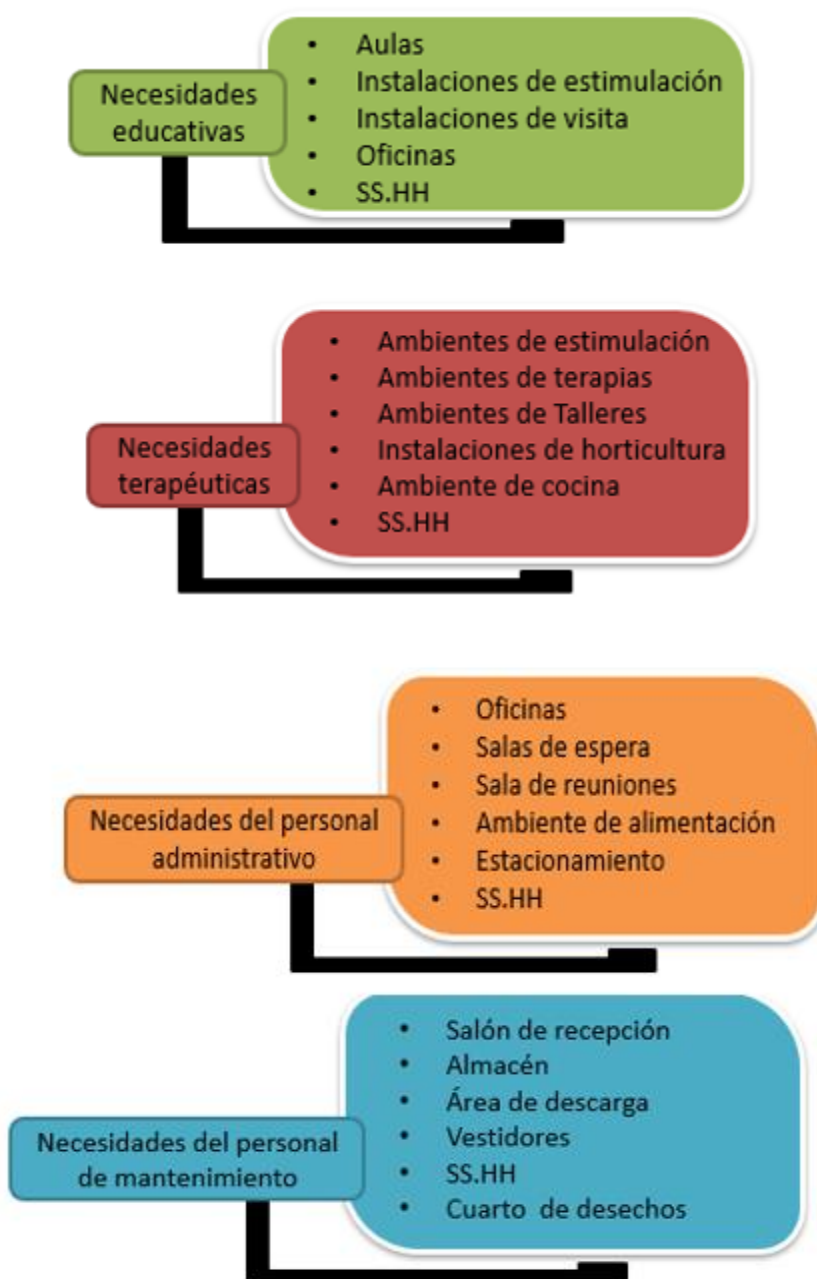 Necesidades
educativas
• Aulas
• Instalaciones de estimulación
• Instalaciones de visita
• Oficinas
• SS.HH
Necesidades
terapéuticas
• Ambientes de estimulación
• Ambientes de terapias
• Ambientes de Talleres
• Instalaciones de horticultura
• Ambiente de cocina
• SS.HH
Necesidades del personal
administrativo
• Oficinas
• Salas de espera
• Sala de reuniones
• Ambiente de alimentación
• Estacionamiento
• SS.HH
Necesidades del personal
de mantenimiento
• Salón de recepción
• Almacén
• Área de descarga
• Vestidores
• SS.HH
• Cuarto de desechos